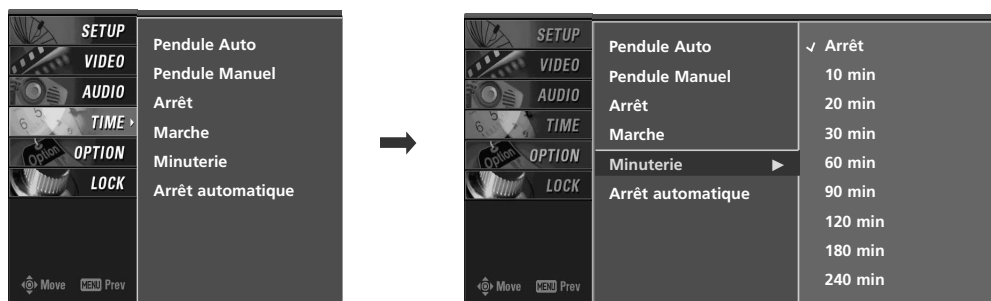 SETUP
VIDEO
AUDIO
TIME
OPTION
LOCK
Pendule Auto
Pendule Manuel
Arrêt
Marche
Minuterie
Arrêt automatique
Move MENU Prev
SETUP
VIDEO
AUDIO
TIME
OPTION
LOCK
Pendule Auto
Pendule Manuel
Arrêt
Marche
Minuterie
Arrêt automatique
Arrêt
10 min
20 min
30 min
60 min
90 min
120 min
180 min
240 min
Move MENU Prev